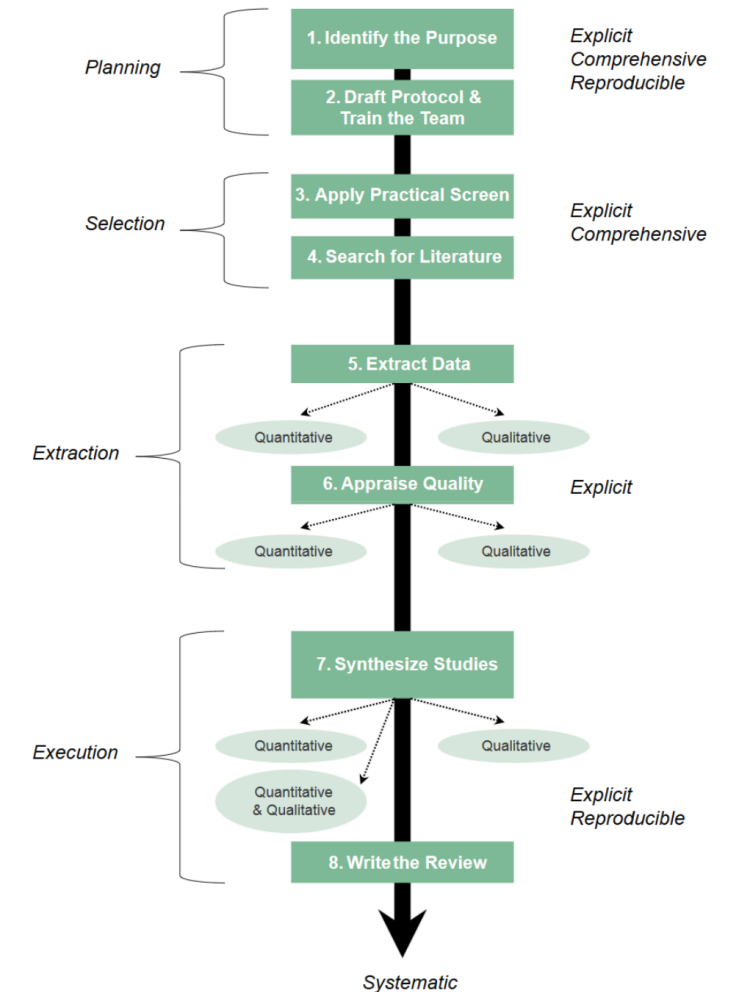 1. Identify the Purpose
Explicit
Comprehensive
Reproducible
Planning
2. Draft Protocol &
Train the Team
3. Apply Practical Screen
Selection
Explicit
Comprehensive
4. Search for Literature
5. Extract Data
Quantitative
Qualitative
Extraction
6. Appraise Quality
Explicit
Quantitative
Qualitative
7. Synthesize Studies
Quantitative
Qualitative
Execution
Quantitative
& Qualitative
Explicit
Reproducible
8. Write the Review
Systematic